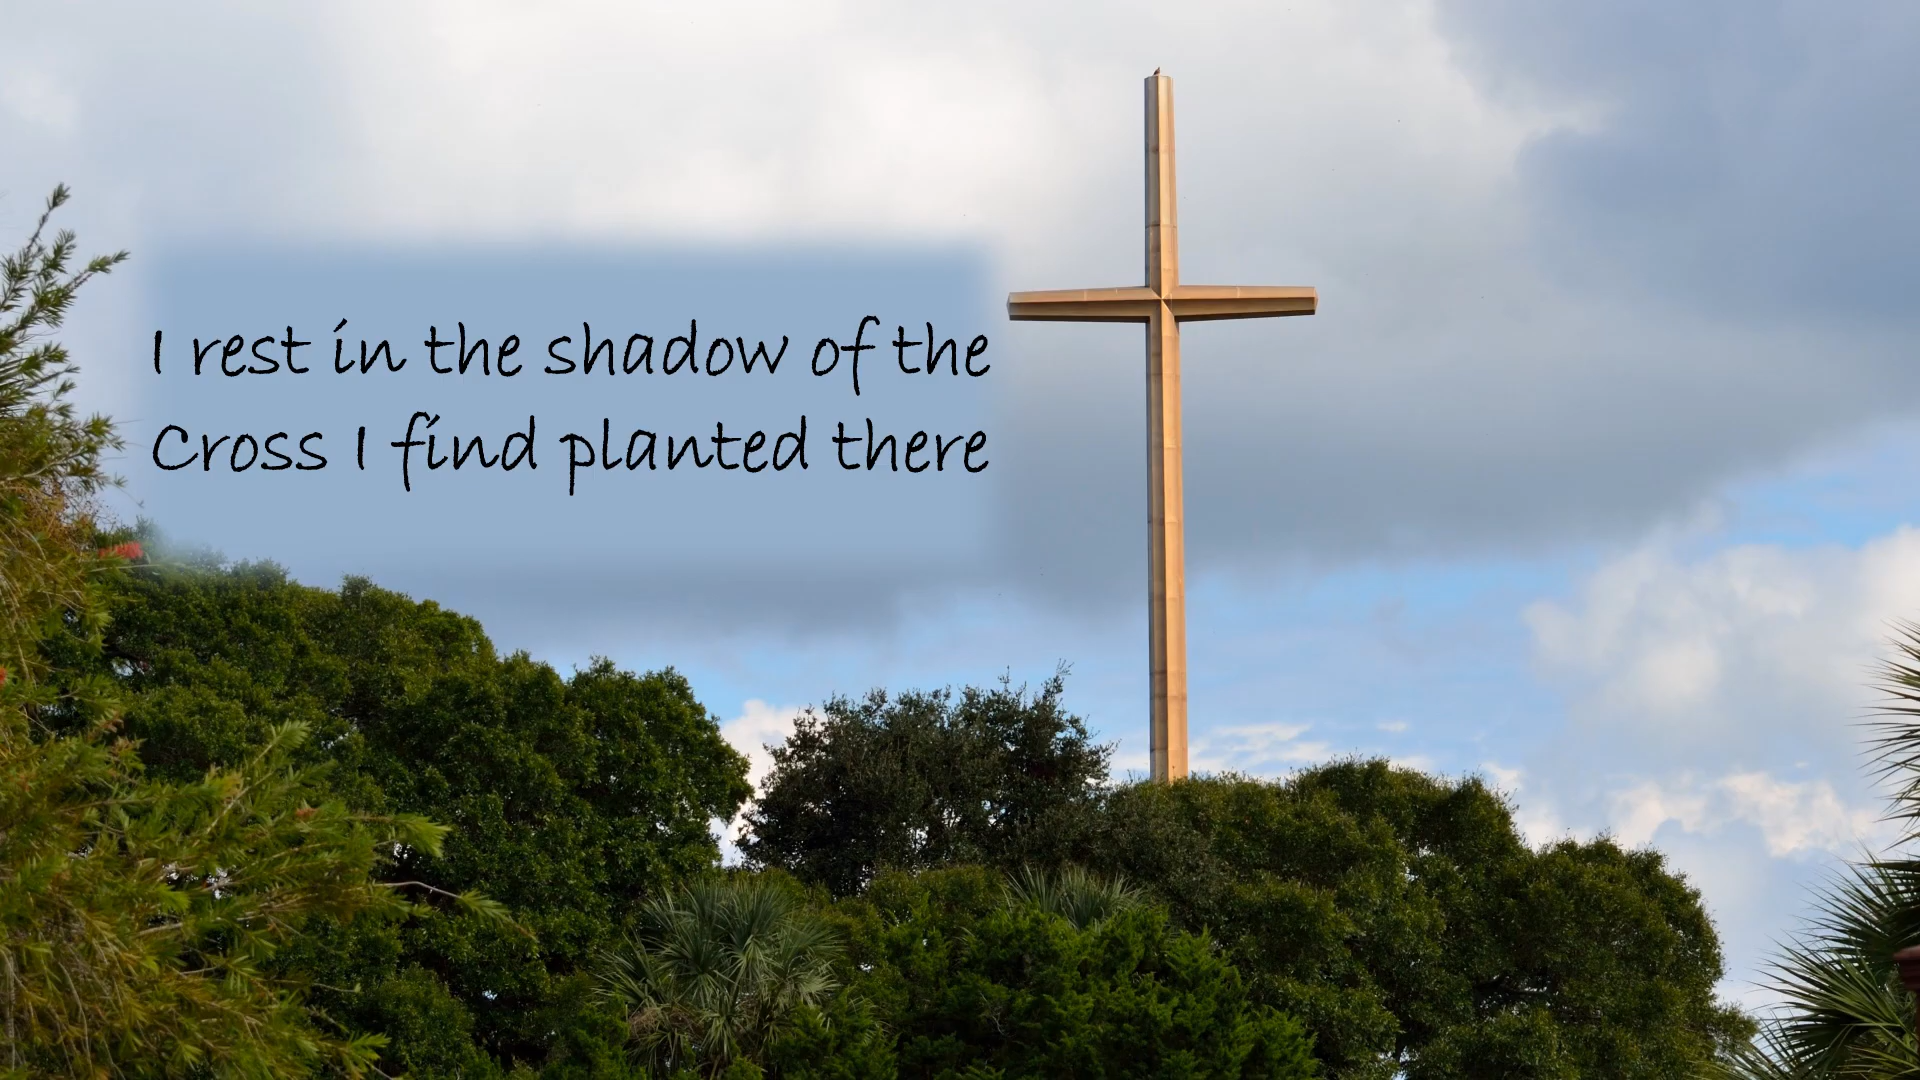 I rest in the shadow of the
Cross I find planted there